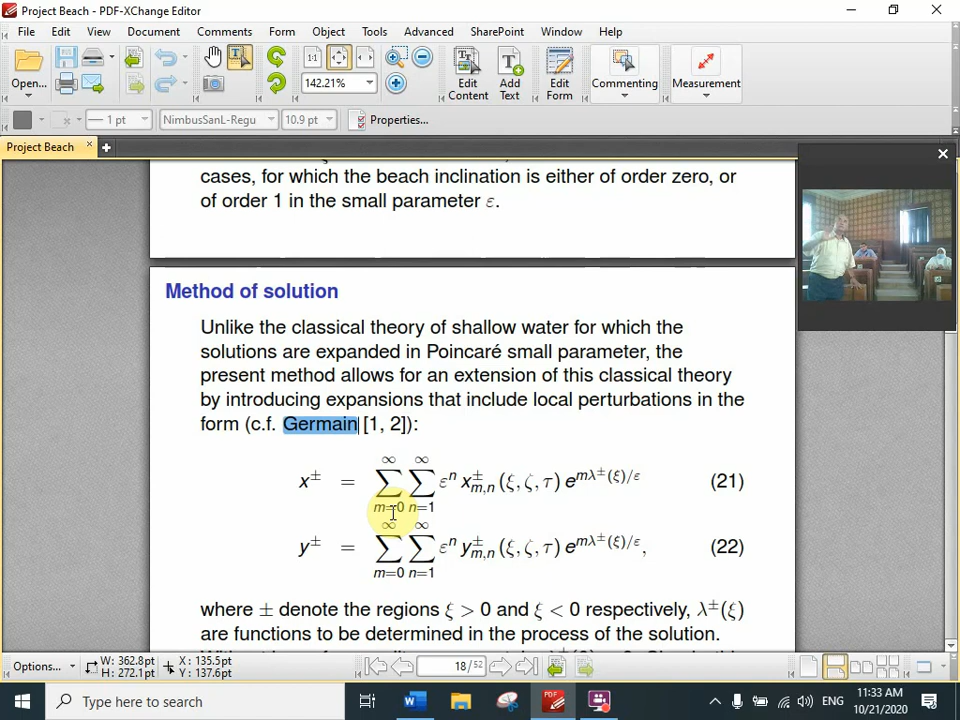 Project Beach - PDF-XChange Editor
File Edit View Document Comments Form Object Tools Advanced SharePoint Window Help
Open... 1:1 142.21% Edit Content Add Text Edit Form Commenting Measurement
1 pt NimbusSanL-Regu 10.9 pt Properties...
Project Beach
cases, for which the beach inclination is either of order zero, or
of order 1 in the small parameter ε.
Method of solution
Unlike the classical theory of shallow water for which the
solutions are expanded in Poincaré small parameter, the
present method allows for an extension of this classical theory
by introducing expansions that include local perturbations in the
form (c.f. Germain [1, 2]):
x^± = ∑_{m=0}^{∞} ∑_{n=1}^{∞} ε^n x^±_{m,n} (ξ, ζ, τ) e^{mλ^±(ξ)/ε} (21)
y^± = ∑_{m=0}^{∞} ∑_{n=1}^{∞} ε^n y^±_{m,n} (ξ, ζ, τ) e^{mλ^±(ξ)/ε}, (22)
where ± denote the regions ξ > 0 and ξ < 0 respectively, λ^±(ξ)
are functions to be determined in the process of the solution.
Options... W: 362.8pt H: 272.1pt X: 135.5pt Y: 137.6pt 18 / 52
Type here to search ENG 11:33 AM 10/21/2020